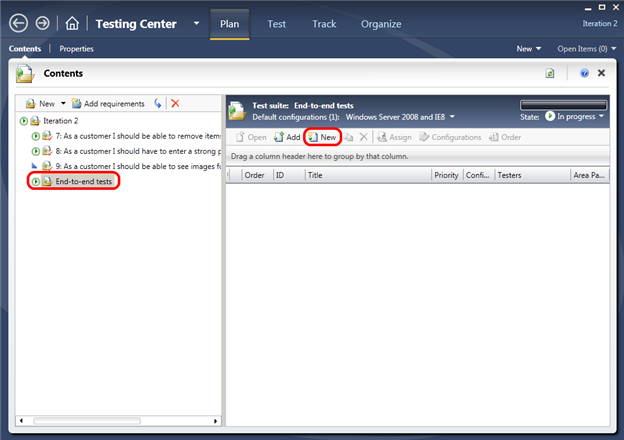 Testing Center Plan Test Track Organize Iteration 2
Contents Properties New Open Items (0)
Contents
New Add requirements
Iteration 2
7: As a customer I should be able to remove items
8: As a customer I should have to enter a strong p
9: As a customer I should be able to see images fo
End-to-end tests
Test suite: End-to-end tests
Default configurations (1): Windows Server 2008 and IE8 State: In progress
Open Add New Assign Configurations Order
Drag a column header here to group by that column.
Order ID Title Priority Confi... Testers Area Pa...